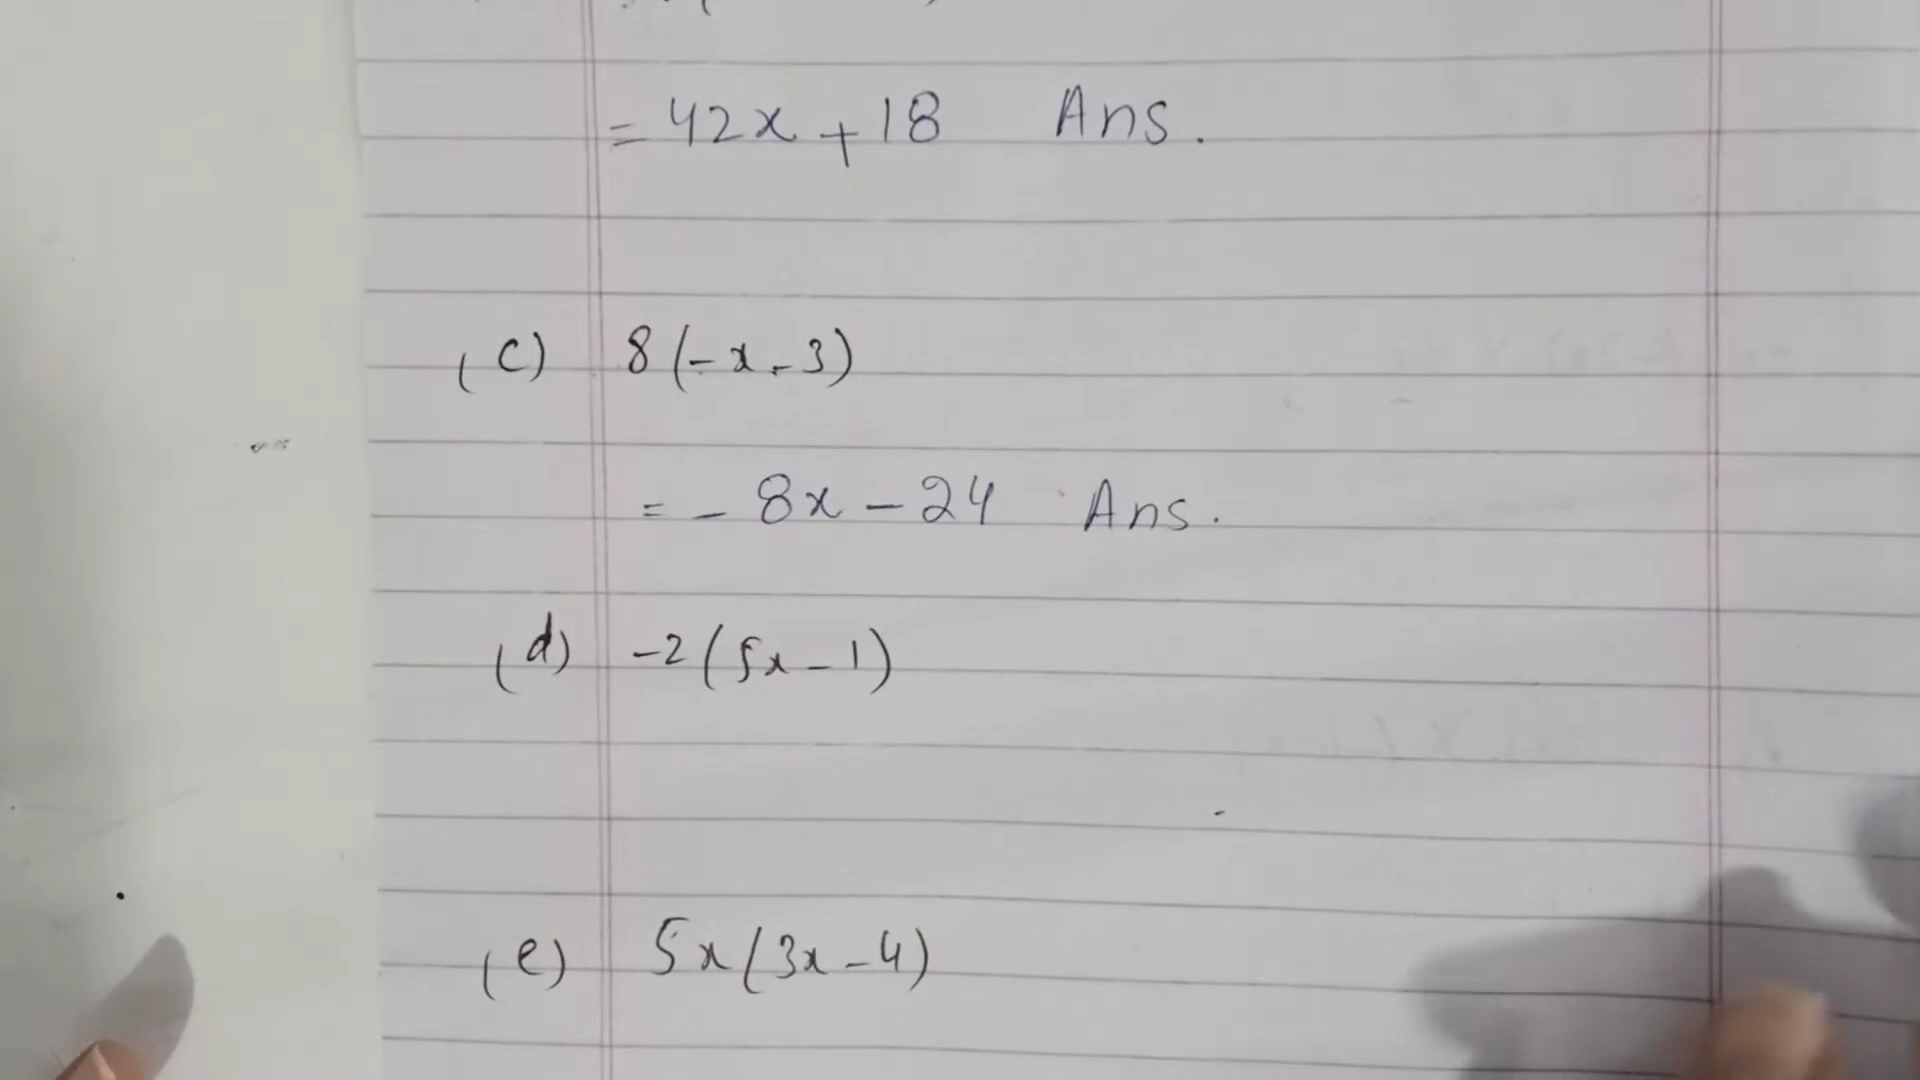 = 42x + 18 Ans.
(c) 8(-x-3)
= - 8x - 24 Ans.
(d) -2(5x-1)
(e) 5x(3x-4)